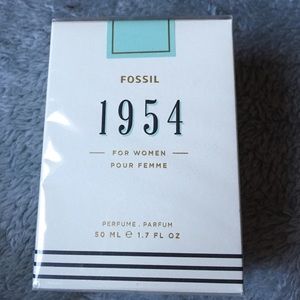 FOSSIL
1954
FOR WOMEN
POUR FEMME
PERFUME . PARFUM
50 ML ℮ 1.7 FL OZ